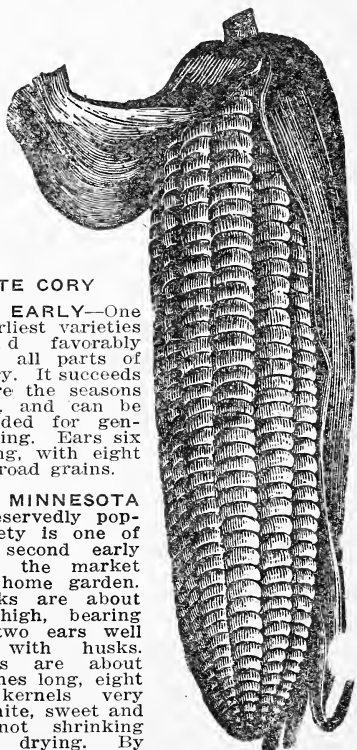 TE CORY
EARLY—One
rliest varieties
d favorably
all parts of
y. It succeeds
re the seasons
, and can be
ded for gen-
ing. Ears six
ng, with eight
road grains.
MINNESOTA
eservedly pop-
ety is one of
second early
the market
home garden.
ks are about
high, bearing
two ears well
with husks.
s are about
hes long, eight
kernels very
hite, sweet and
not shrinking
drying. By